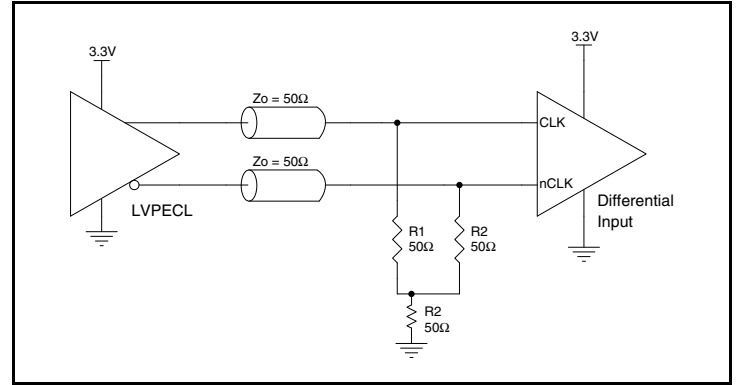 3.3V
3.3V
Zo = 50Ω
CLK
Zo = 50Ω
nCLK
LVPECL
Differential
Input
R1
50Ω
R2
50Ω
R2
50Ω